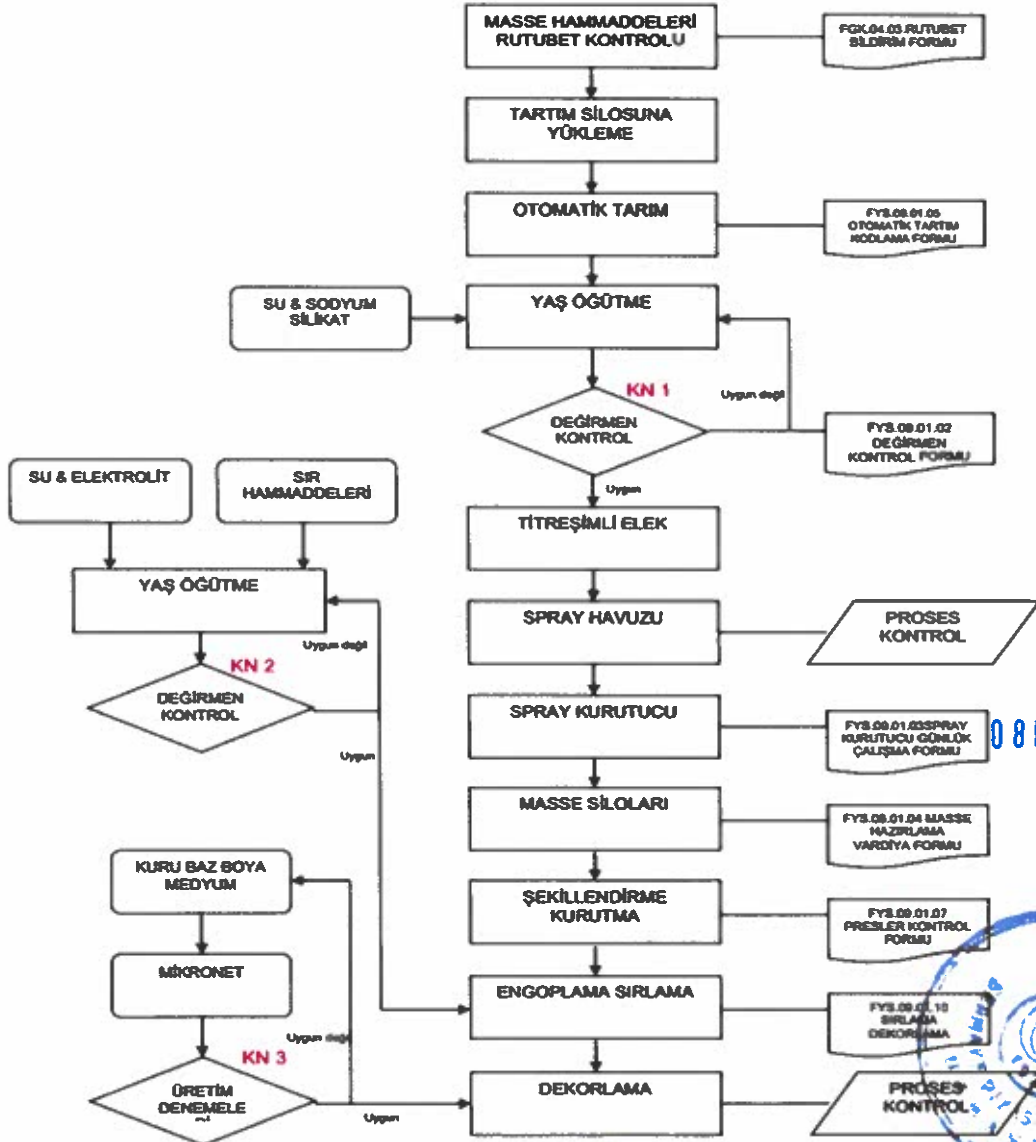 MASSE HAMMADDELERİ
RUTUBET KONTROLU
FGK.04.03.RUTUBET
BİLDİRİM FORMU
TARTIM SİLOSUNA
YÜKLEME
OTOMATİK TARIM
FYS.09.01.05
OTOMATİK TARTIM
KODLAMA FORMU
SU & SODYUM
SİLİKAT
YAŞ ÖĞÜTME
KN 1
Uygun değil
DEĞİRMEN
KONTROL
FYS.09.01.02
DEĞİRMEN
KONTROL FORMU
SU & ELEKTROLİT
SIR
HAMMADDELERİ
Uygun
TİTREŞİMLİ ELEK
YAŞ ÖĞÜTME
SPRAY HAVUZU
PROSES
KONTROL
Uygun değil
KN 2
DEĞİRMEN
KONTROL
SPRAY KURUTUCU
FYS.09.01.03SPRAY
KURUTUCU GÜNLÜK
ÇALIŞMA FORMU
08
Uygun
MASSE SİLOLARI
FYS.09.01.04 MASSE
HAZIRLAMA
VARDİYA FORMU
KURU BAZ BOYA
MEDYUM
ŞEKİLLENDİRME
KURUTMA
FYS.09.01.07
PRESLER KONTROL
FORMU
MİKRONET
ENGOPLAMA SIRLAMA
SIRLAMA
DEKORLAMA
Uygun değil
KN 3
ÜRETİM
DENEMELE
Uygun
DEKORLAMA
PROSES
KONTROL